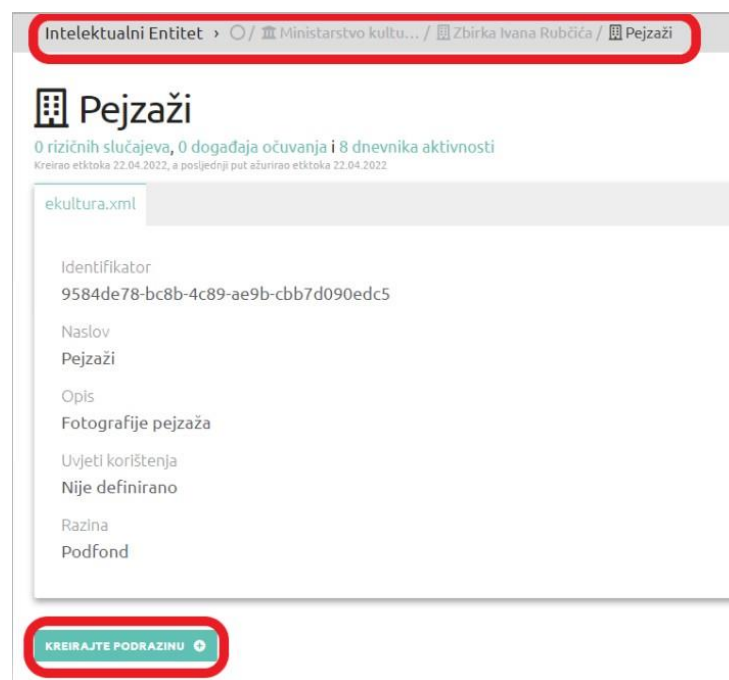 Intelektualni Entitet › / Ministarstvo kultu... / Zbirka Ivana Rubčića / Pejzaži
Pejzaži
0 rizičnih slučajeva, 0 događaja očuvanja i 8 dnevnika aktivnosti
Kreirao etktoka 22.04.2022, a posljednji put ažurirao etktoka 22.04.2022
ekultura.xml
Identifikator
9584de78-bc8b-4c89-ae9b-cbb7d090edc5
Naslov
Pejzaži
Opis
Fotografije pejzaža
Uvjeti korištenja
Nije definirano
Razina
Podfond
KREIRAJTE PODRAZINU